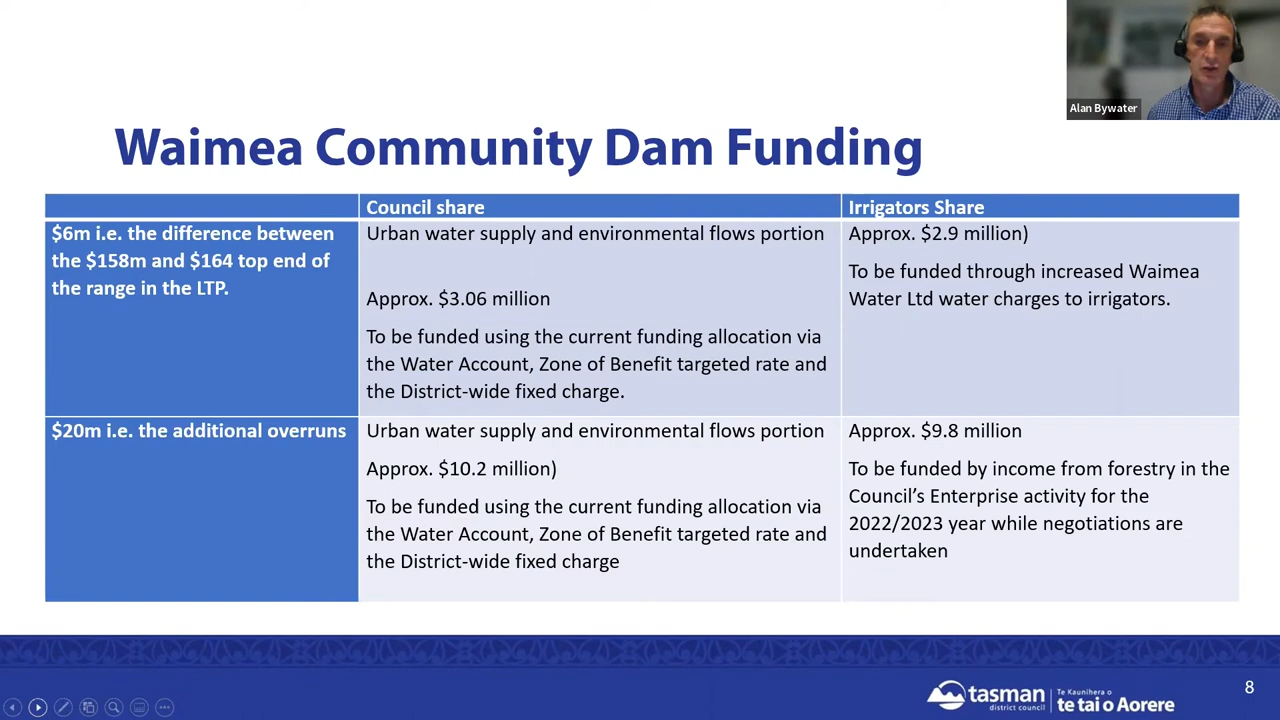 Alan Bywater
Waimea Community Dam Funding
Council share
Irrigators Share
$6m i.e. the difference between
the $158m and $164 top end of
the range in the LTP.
Urban water supply and environmental flows portion
Approx. $3.06 million
To be funded using the current funding allocation via
the Water Account, Zone of Benefit targeted rate and
the District-wide fixed charge.
Approx. $2.9 million)
To be funded through increased Waimea
Water Ltd water charges to irrigators.
$20m i.e. the additional overruns
Urban water supply and environmental flows portion
Approx. $10.2 million)
To be funded using the current funding allocation via
the Water Account, Zone of Benefit targeted rate and
the District-wide fixed charge
Approx. $9.8 million
To be funded by income from forestry in the
Council’s Enterprise activity for the
2022/2023 year while negotiations are
undertaken
8
tasman
district council
Te Kaunihera o
te tai o Aorere